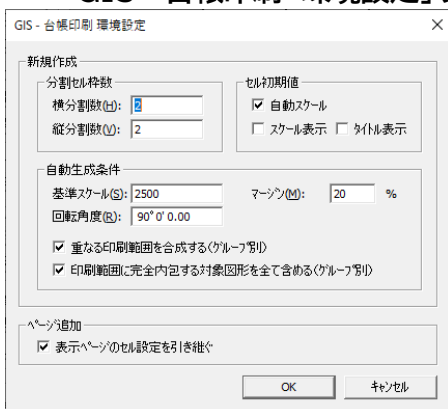 GIS - 台帳印刷 環境設定
新規作成
分割セル枠数
横分割数(H): 2
縦分割数(V): 2
セル初期値
自動スケール
スケール表示 タイトル表示
自動生成条件
基準スケール(S): 2500 マージン(M): 20 %
回転角度(R): 90°0'0.00
重なる印刷範囲を合成する(グループ別)
印刷範囲に完全内包する対象図形を全て含める(グループ別)
ページ追加
表示ページのセル設定を引き継ぐ
OK キャンセル